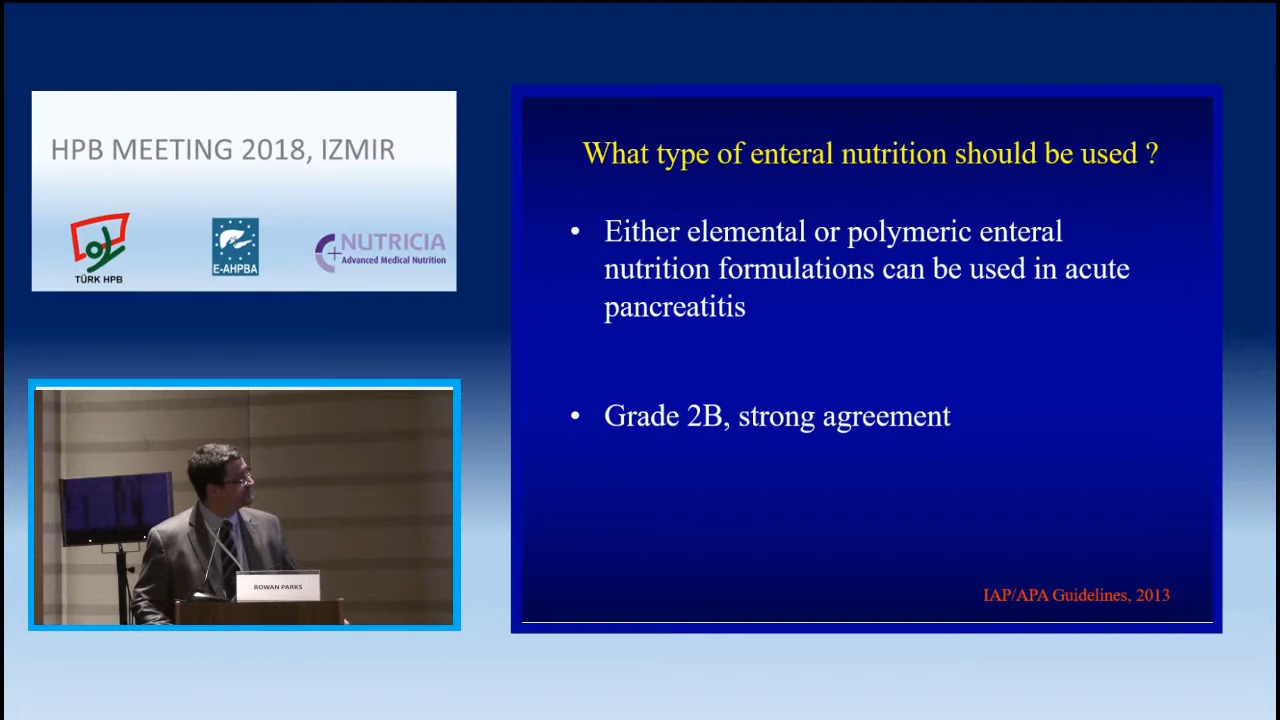 HPB MEETING 2018, IZMIR
TÜRK HPB
E-AHPBA
NUTRICIA
Advanced Medical Nutrition
What type of enteral nutrition should be used ?
• Either elemental or polymeric enteral
nutrition formulations can be used in acute
pancreatitis
• Grade 2B, strong agreement
IAP/APA Guidelines, 2013
ROWAN PARKS